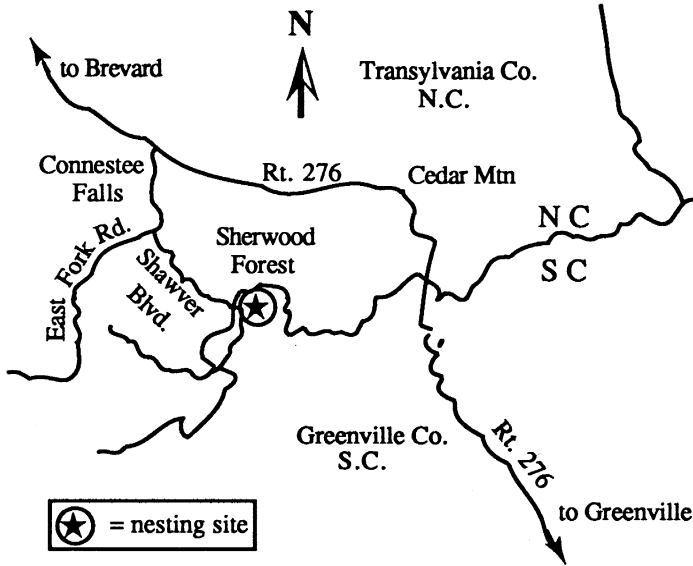 N
to Brevard
Transylvania Co.
N.C.
Connestee
Falls
Rt. 276
Cedar Mtn
East Fork Rd.
Shawver
Blvd.
Sherwood
Forest
N C
S C
Greenville Co.
S.C.
Rt. 276
to Greenville
= nesting site